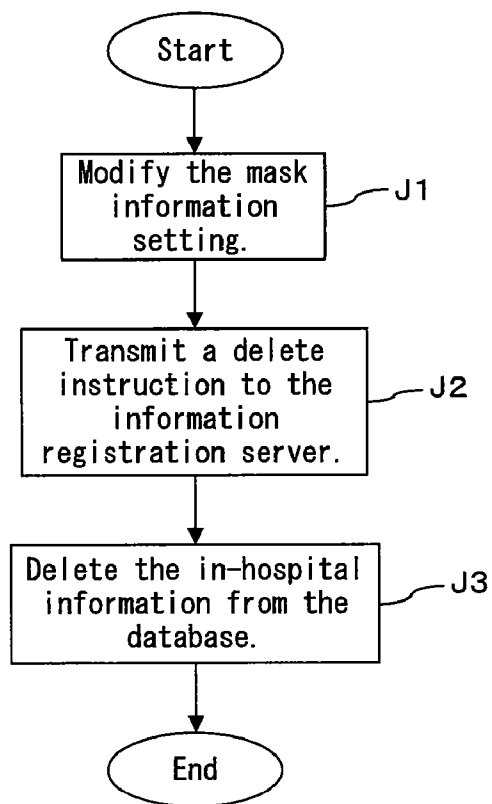 Start
Modify the mask
information
setting.
J1
Transmit a delete
instruction to the
information
registration server.
J2
Delete the in-hospital
information from the
database.
J3
End